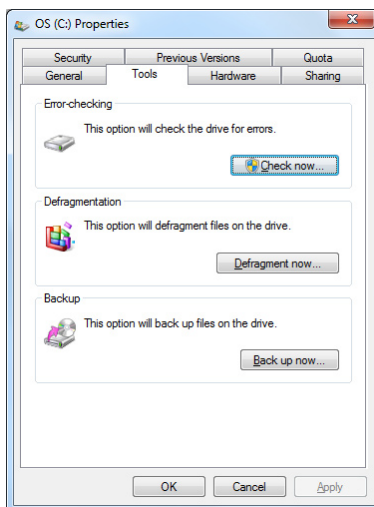 OS (C:) Properties
Security Previous Versions Quota
General Tools Hardware Sharing
Error-checking
This option will check the drive for errors.
Check now...
Defragmentation
This option will defragment files on the drive.
Defragment now...
Backup
This option will back up files on the drive.
Back up now...
OK Cancel Apply